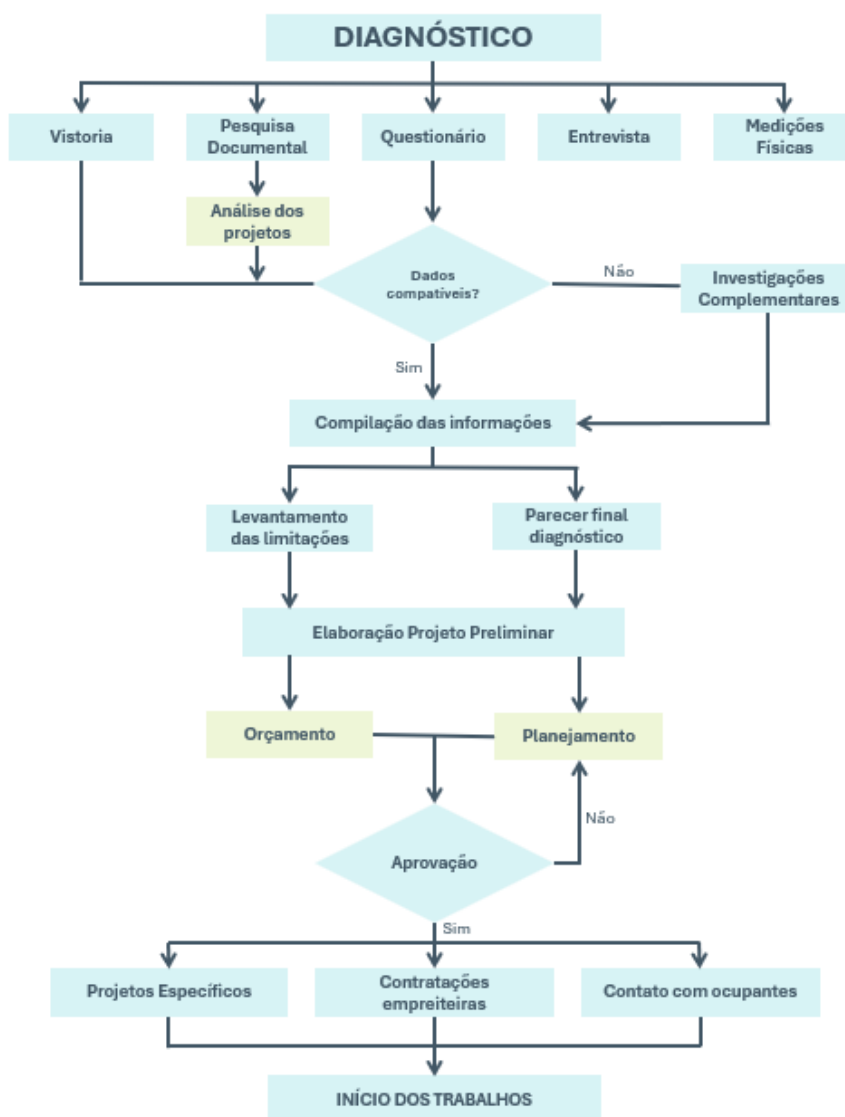 DIAGNÓSTICO
Vistoria
Pesquisa
Documental
Questionário
Entrevista
Medições
Físicas
Análise dos
projetos
Dados
compatíveis?
Não
Investigações
Complementares
Sim
Compilação das informações
Levantamento
das limitações
Parecer final
diagnóstico
Elaboração Projeto Preliminar
Orçamento
Planejamento
Não
Aprovação
Sim
Projetos Específicos
Contratações
empreiteiras
Contato com ocupantes
INÍCIO DOS TRABALHOS